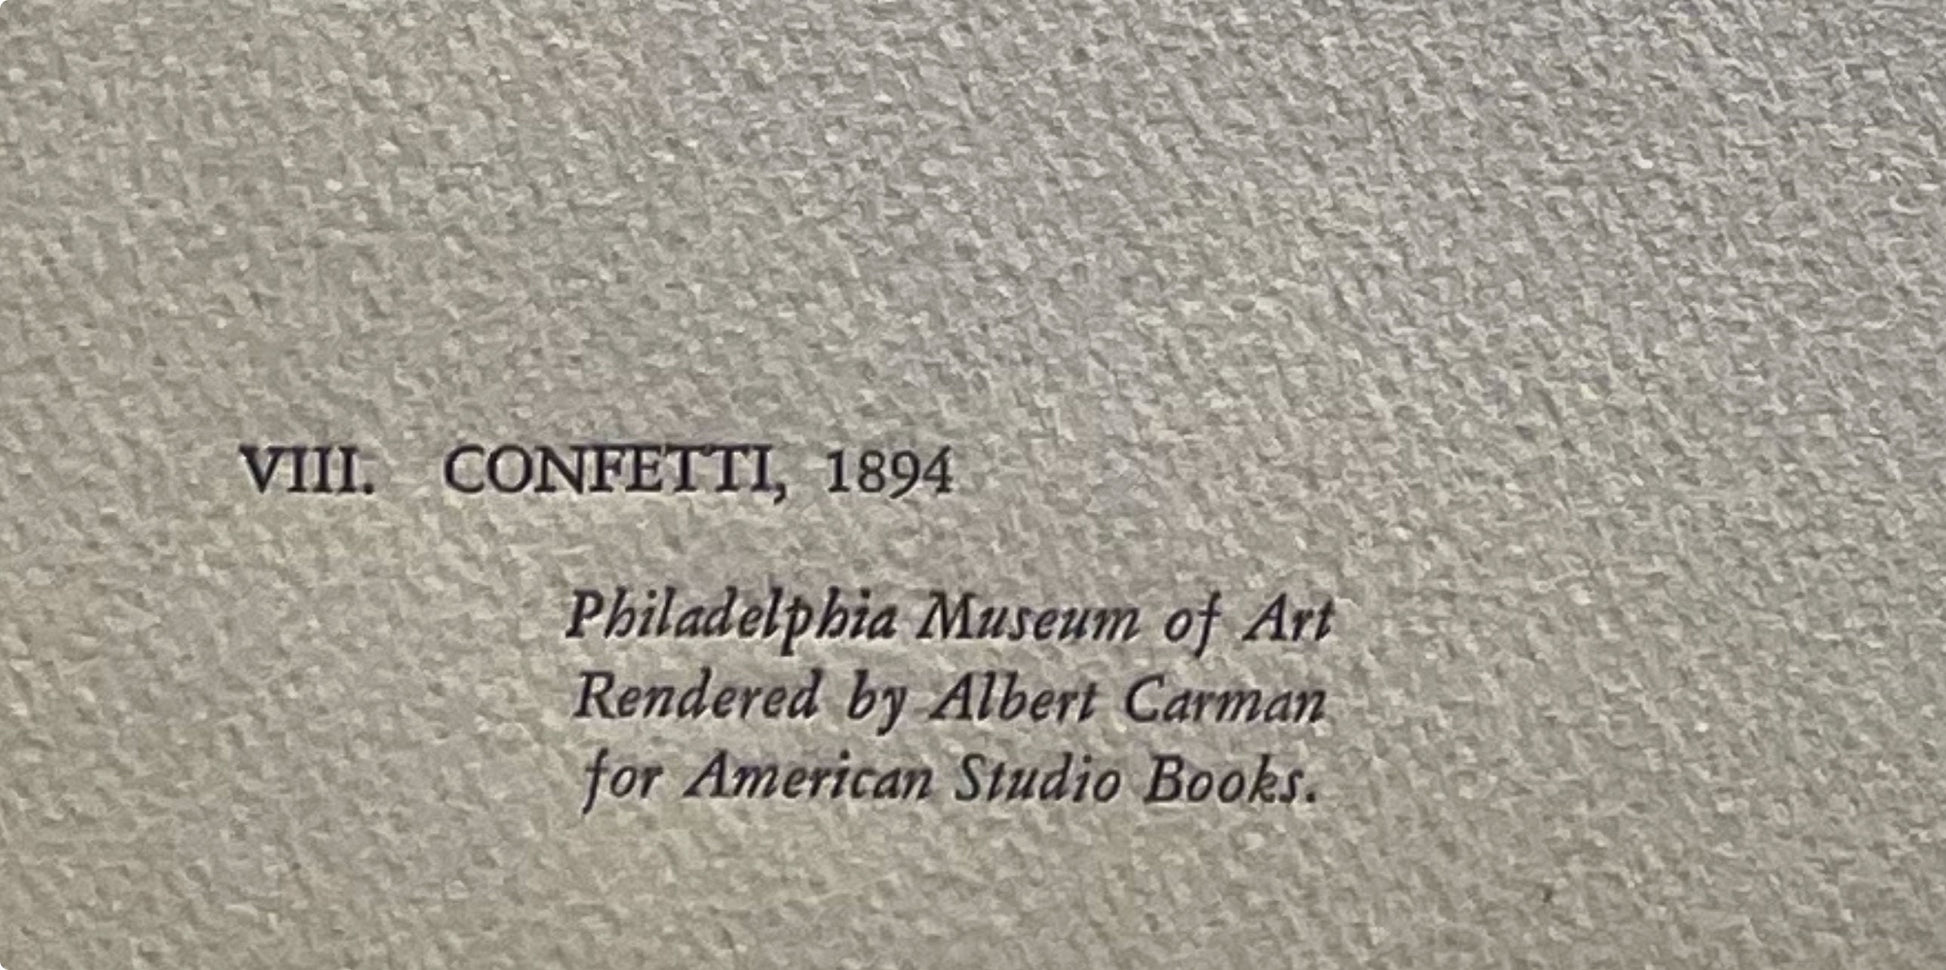 VIII. CONFETTI, 1894
Philadelphia Museum of Art
Rendered by Albert Carman
for American Studio Books.